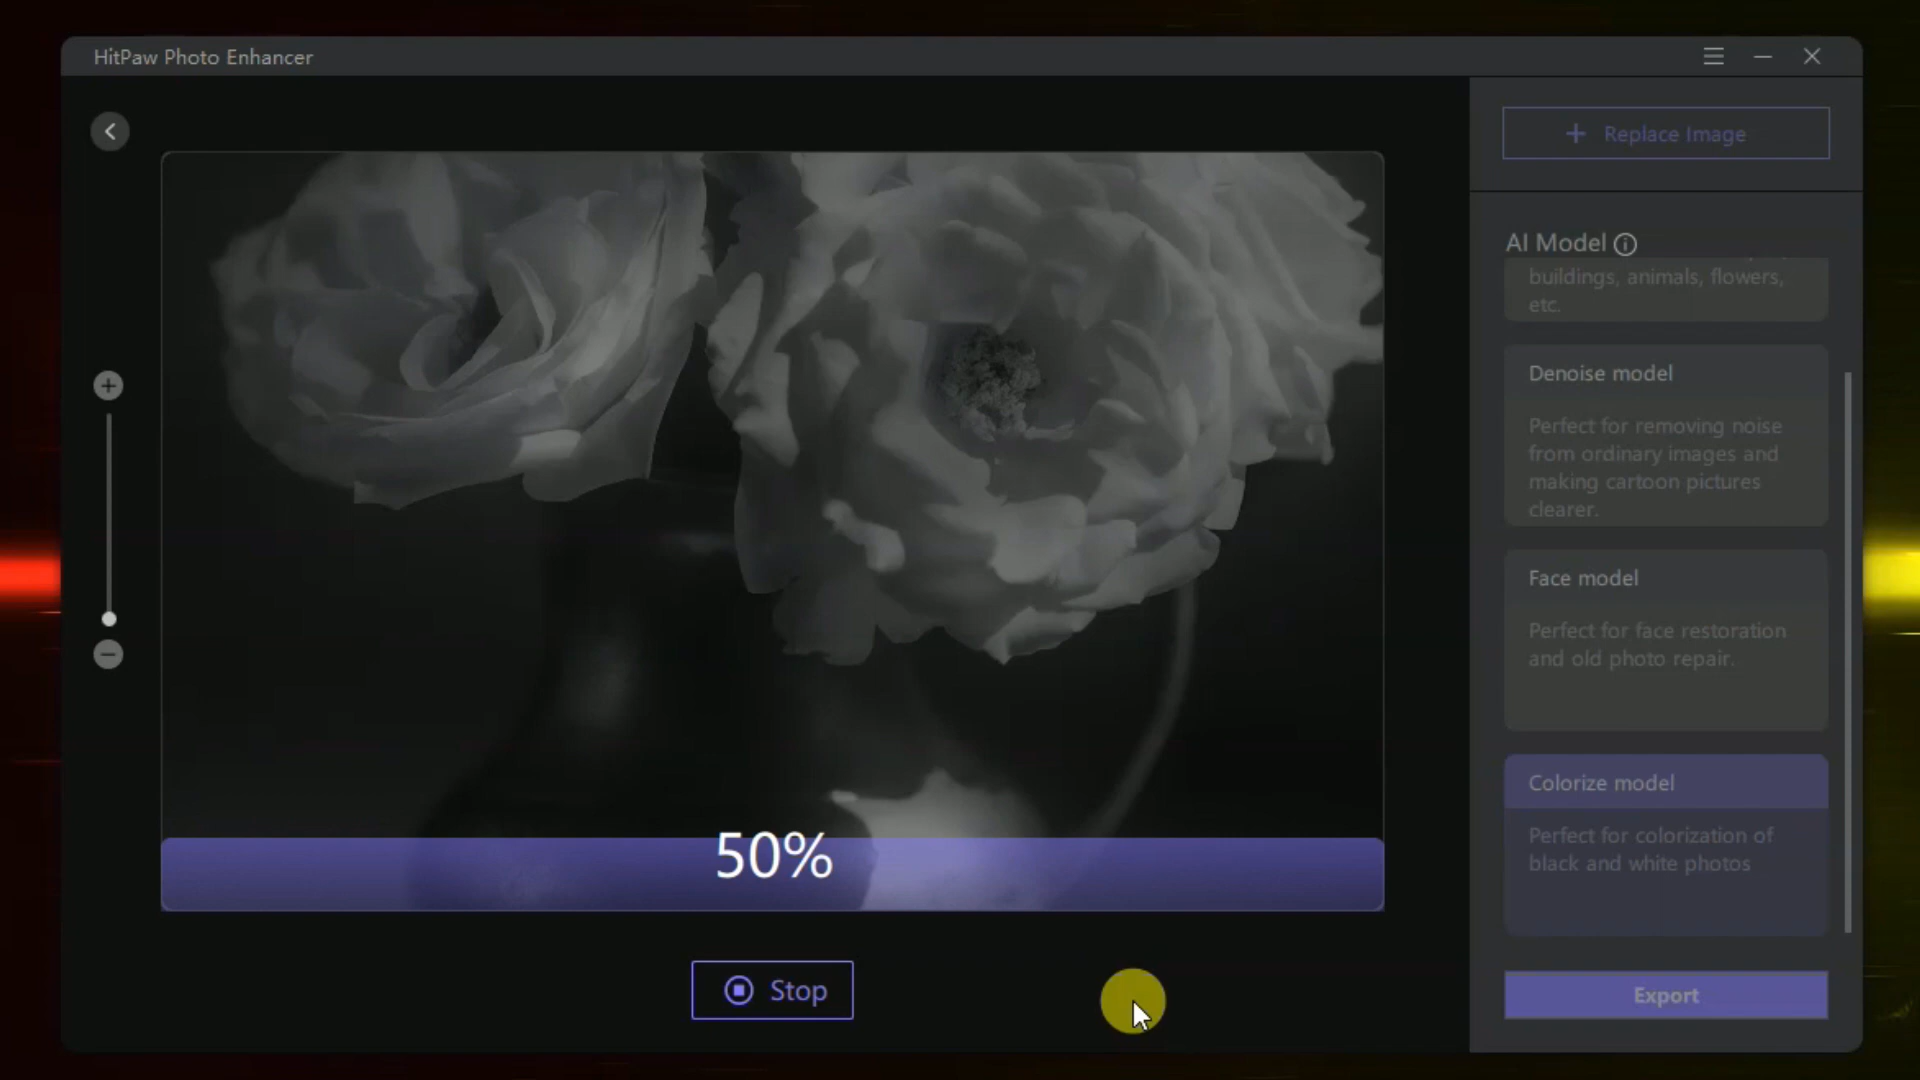 HitPaw Photo Enhancer
Replace Image
AI Model
buildings, animals, flowers,
etc.
Denoise model
Perfect for removing noise
from ordinary images and
making cartoon pictures
clearer.
Face model
Perfect for face restoration
and old photo repair.
Colorize model
Perfect for colorization of
black and white photos
50%
Stop
Export